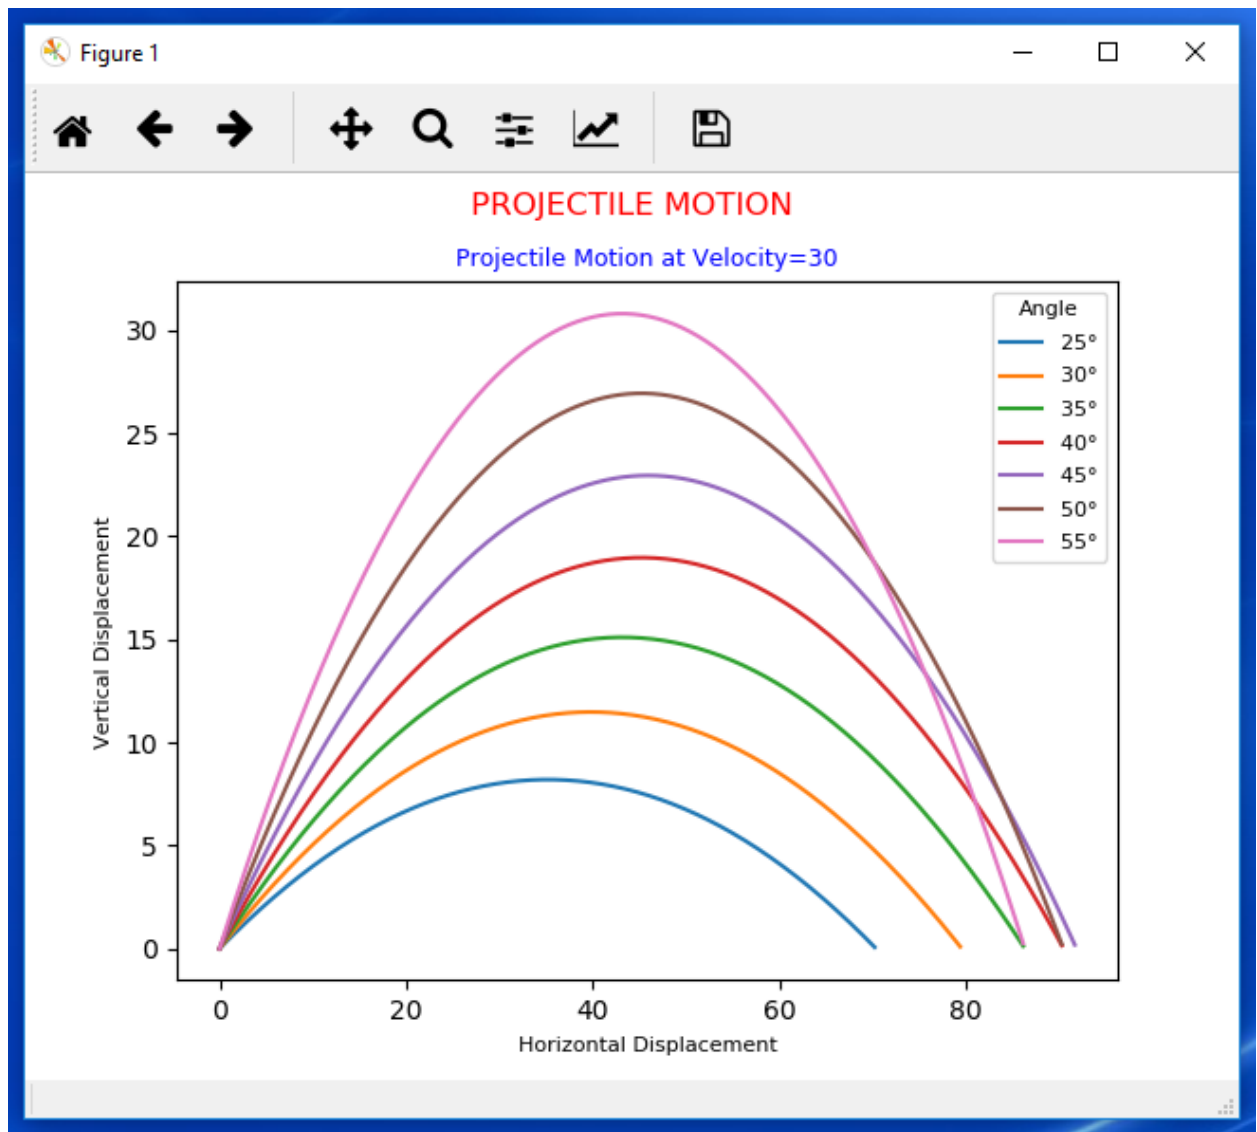 Figure 1
PROJECTILE MOTION
Projectile Motion at Velocity=30
Angle
25°
30°
35°
40°
45°
50°
55°
Vertical Displacement
30
25
20
15
10
5
0
0 20 40 60 80
Horizontal Displacement